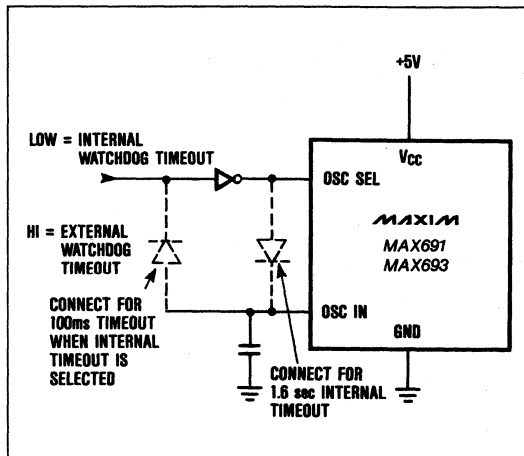 +5V
LOW = INTERNAL
WATCHDOG TIMEOUT
VCC
OSC SEL
MAXIM
MAX691
MAX693
HI = EXTERNAL
WATCHDOG
TIMEOUT
CONNECT FOR
100ms TIMEOUT
WHEN INTERNAL
TIMEOUT IS
SELECTED
OSC IN
GND
CONNECT FOR
1.6 sec INTERNAL
TIMEOUT